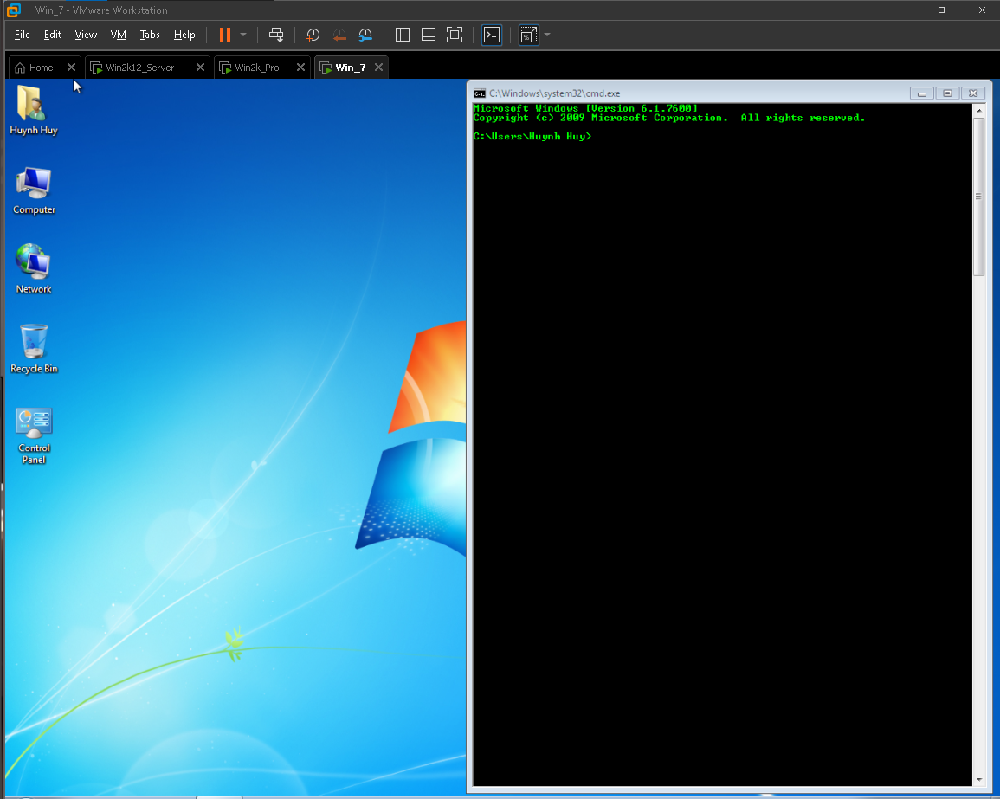 Win_7 - VMware Workstation
File Edit View VM Tabs Help
Home Win2k12_Server Win2k_Pro Win_7
Huynh Huy
Computer
Network
Recycle Bin
Control
Panel
C:\Windows\system32\cmd.exe
Microsoft Windows [Version 6.1.7600]
Copyright (c) 2009 Microsoft Corporation.  All rights reserved.
C:\Users\Huynh Huy>